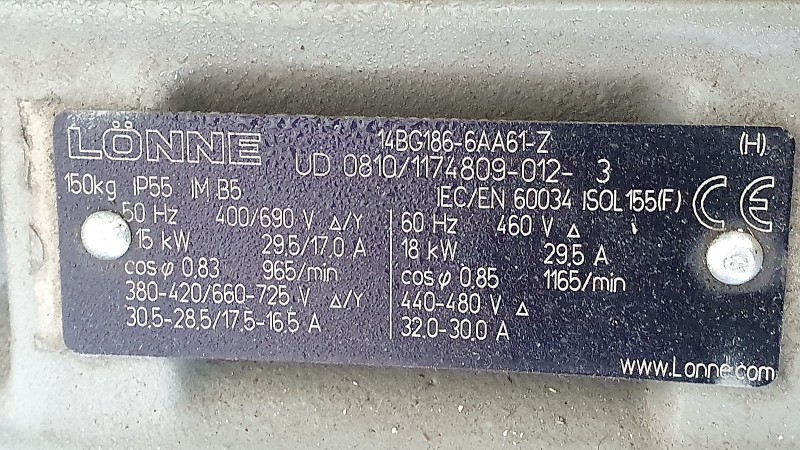 LÖNNE 14BG186-6AA61-Z (H)
UD 0810/1174809-012- 3
150kg IP55 IM B5 IEC/EN 60034 ISOL 155(F) CE
50 Hz 400/690 V Δ/Y 60 Hz 460 V Δ
15 kW 29.5/17.0 A 18 kW 29.5 A
cosφ 0,83 965/min cosφ 0.85 1165/min
380-420/660-725 V Δ/Y 440-480 V Δ
30.5-28.5/17.5-16.5 A 32.0-30.0 A
www.Lonne.com